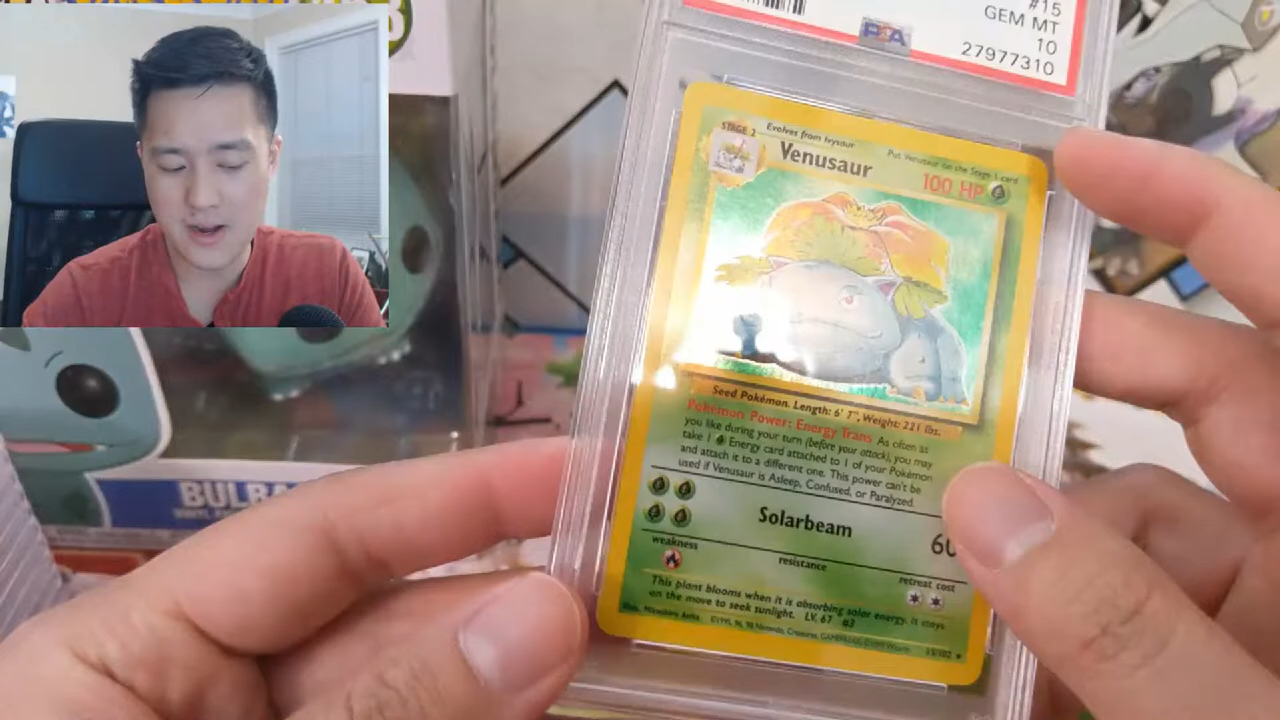 #15
GEM MT
10
PSA
27977310
STAGE 2
Evolves from Ivysaur
Put Venusaur on the Stage 1 card
Venusaur
100 HP
Seed Pokémon. Length: 6' 7", Weight: 221 lbs.
Pokémon Power: Energy Trans As often as
you like during your turn (before your attack), you may
take 1 Energy card attached to 1 of your Pokémon
and attach it to a different one. This power can't be
used if Venusaur is Asleep, Confused, or Paralyzed.
Solarbeam
60
weakness
resistance
retreat cost
This plant blooms when it is absorbing solar energy. It stays
on the move to seek sunlight. LV. 67 #3
Illus. Mitsuhiro Arita ©1995, 96, 98 Nintendo, Creatures, GAMEFREAK. ©1999 Wizards.
15/102
BULBA